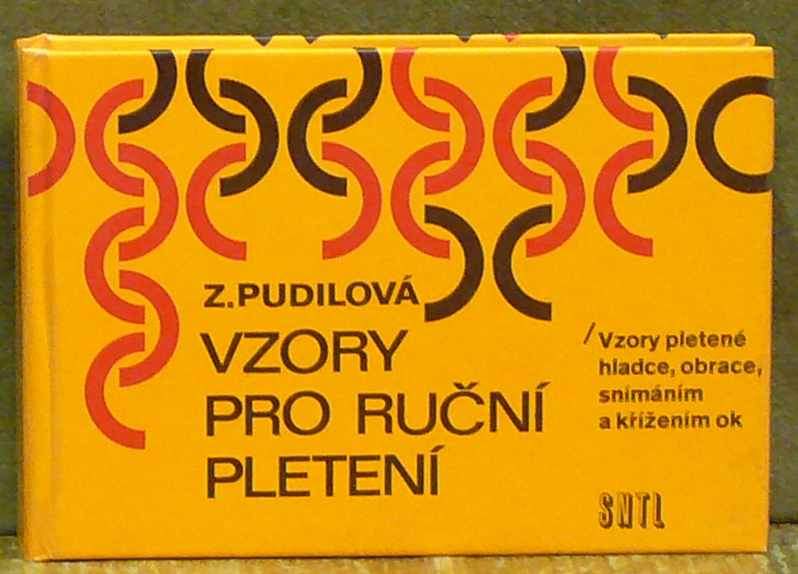 Z.PUDILOVÁ
VZORY
PRO RUČNÍ
PLETENÍ
/Vzory pletené
hladce, obrace,
snímáním
a křížením ok
SNTL